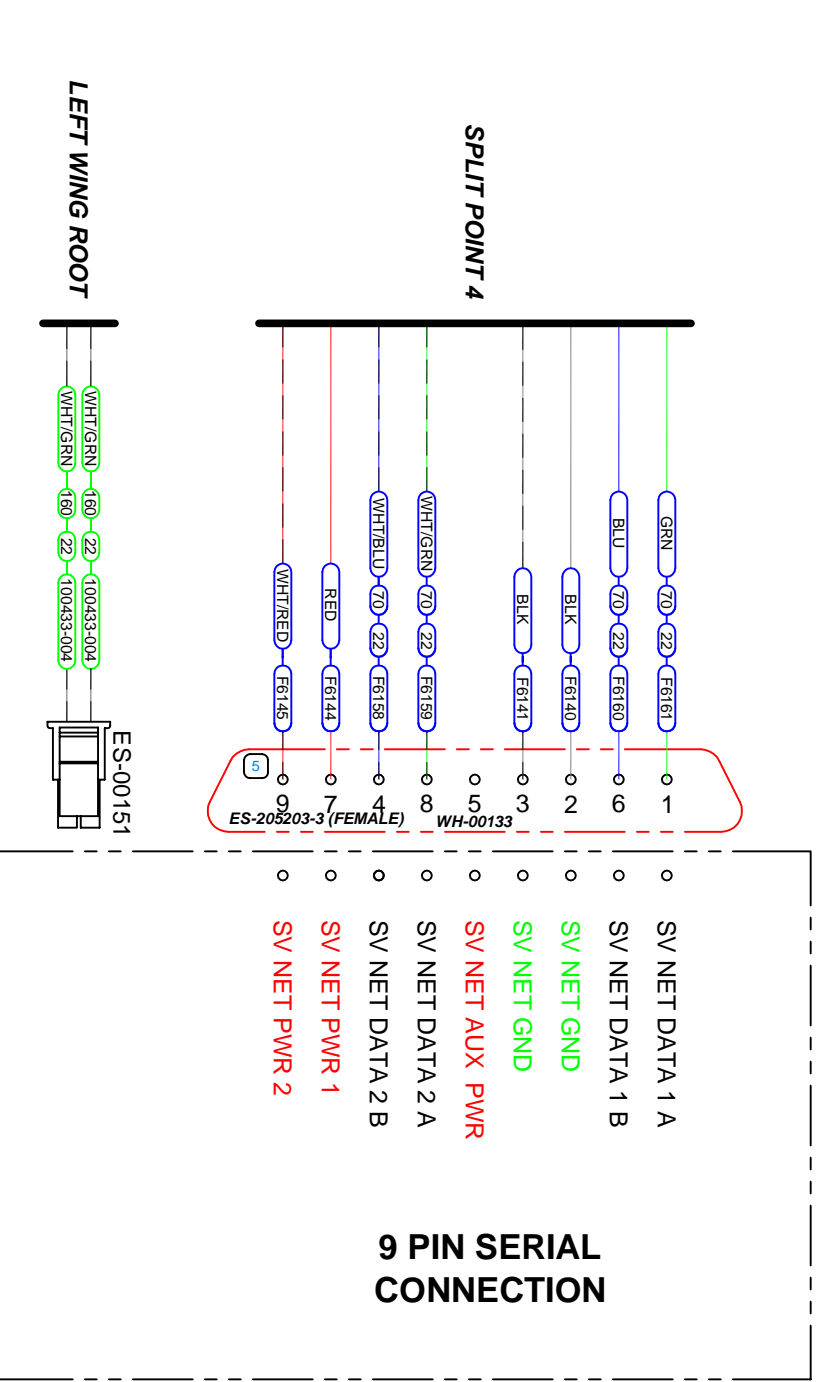 LEFT WING ROOT
SPLIT POINT 4
WHT/GRN 160 22 100433-004
WHT/GRN 160 22 100433-004
ES-00151
WHT/RED F6145
RED F6144
WHT/BLU 70 22 F6158
WHT/GRN 70 22 F6159
BLK F6141
BLK F6140
BLU 70 22 F6160
GRN 70 22 F6161
5
9 7 4 8 5 3 2 6 1
ES-205203-3 (FEMALE) WH-00133
SV NET PWR 2
SV NET PWR 1
SV NET DATA 2 B
SV NET DATA 2 A
SV NET AUX PWR
SV NET GND
SV NET GND
SV NET DATA 1 B
SV NET DATA 1 A
9 PIN SERIAL
CONNECTION